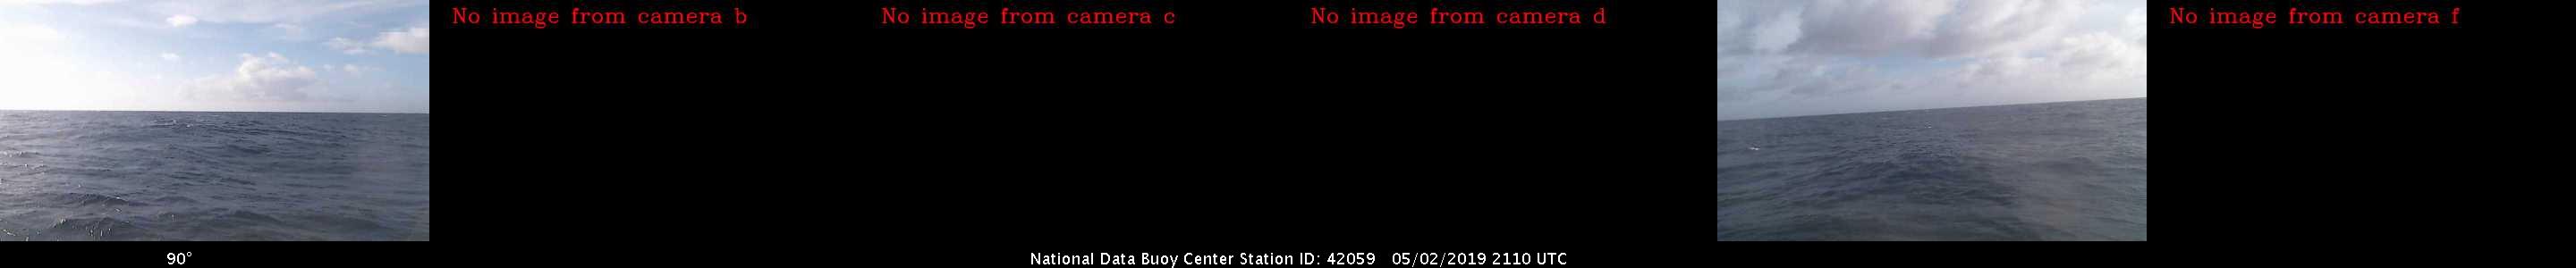 No image from camera b
No image from camera c
No image from camera d
No image from camera f
90°
National Data Buoy Center Station ID: 42059 05/02/2019 2110 UTC